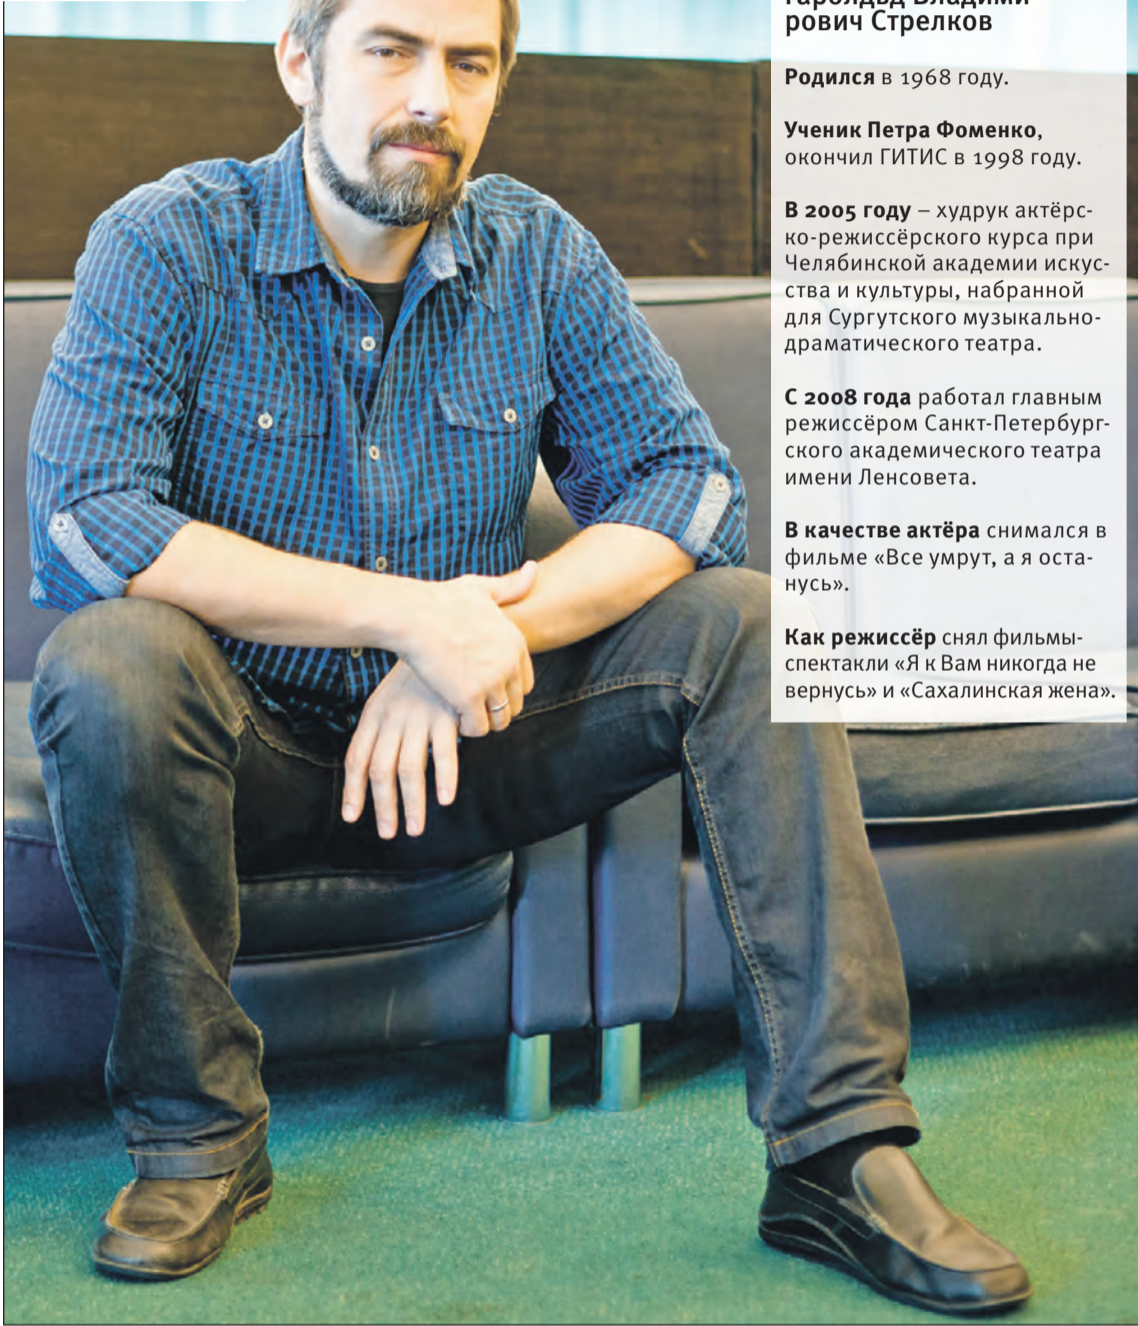 рович Стрелков
Родился в 1968 году.
Ученик Петра Фоменко,
окончил ГИТИС в 1998 году.
В 2005 году – худрук актёрс-
ко-режиссёрского курса при
Челябинской академии искус-
ства и культуры, набранной
для Сургутского музыкально-
драматического театра.
С 2008 года работал главным
режиссёром Санкт-Петербург-
ского академического театра
имени Ленсовета.
В качестве актёра снимался в
фильме «Все умрут, а я оста-
нусь».
Как режиссёр снял фильмы-
спектакли «Я к Вам никогда не
вернусь» и «Сахалинская жена».